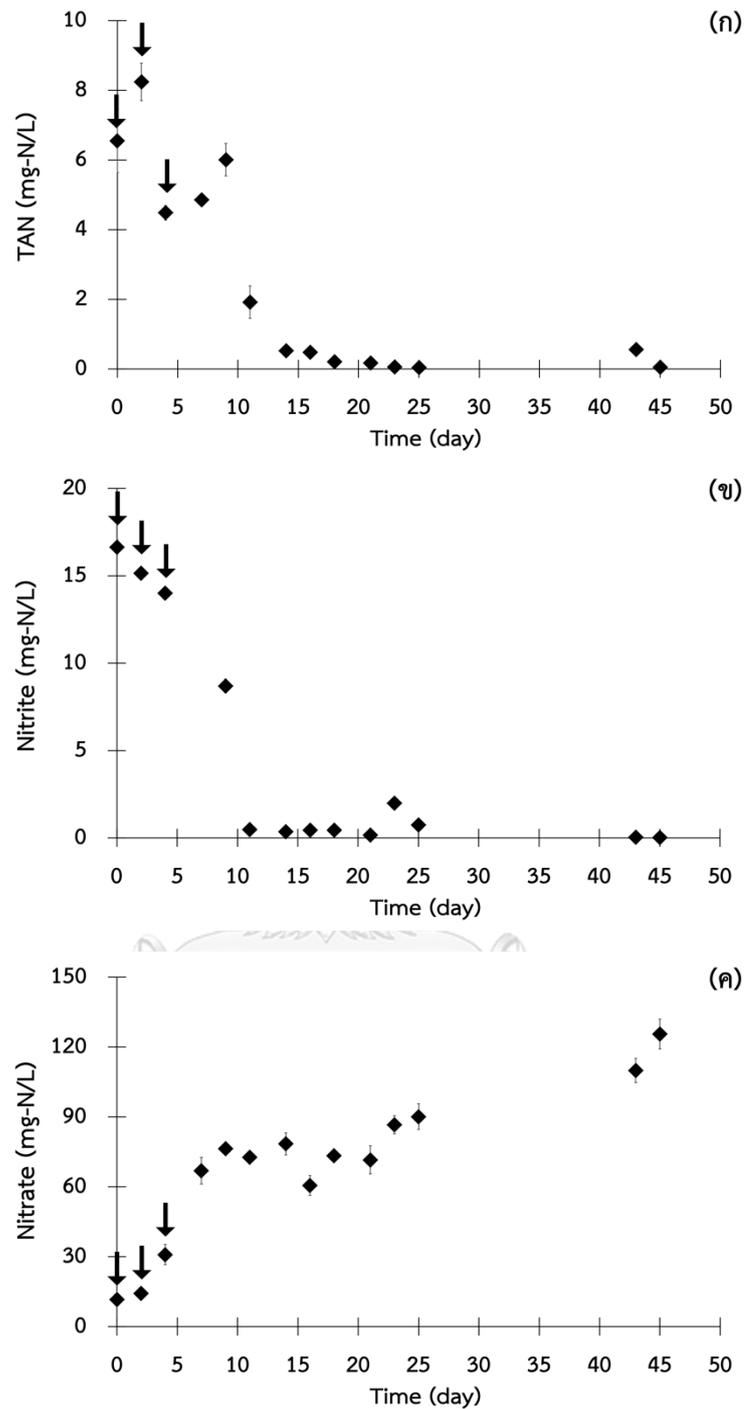 (ก)
TAN (mg-N/L)
10
8
6
4
2
0
0 5 10 15 20 25 30 35 40 45 50
Time (day)
(ข)
Nitrite (mg-N/L)
20
15
10
5
0
0 5 10 15 20 25 30 35 40 45 50
Time (day)
(ค)
Nitrate (mg-N/L)
150
120
90
60
30
0
0 5 10 15 20 25 30 35 40 45 50
Time (day)